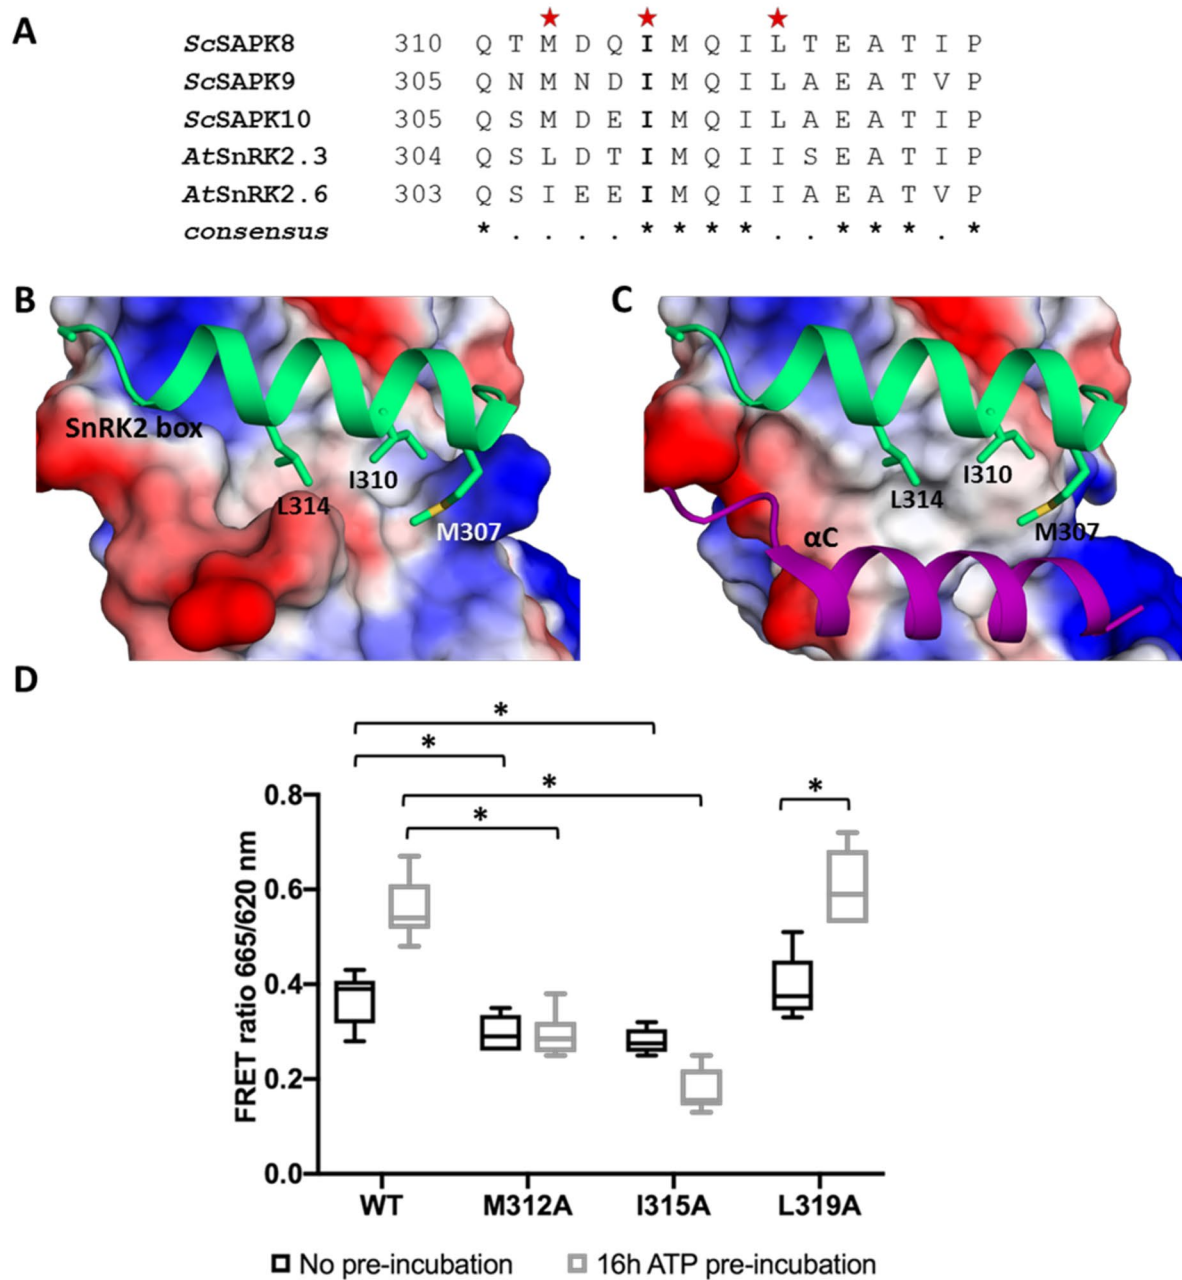 A
ScSAPK8 310 Q T M D Q I M Q I L T E A T I P
ScSAPK9 305 Q N M N D I M Q I L A E A T V P
ScSAPK10 305 Q S M D E I M Q I L A E A T I P
AtSnRK2.3 304 Q S L D T I M Q I I S E A T I P
AtSnRK2.6 303 Q S I E E I M Q I I A E A T V P
consensus * . . . . * * * * . . * * * . *
B
SnRK2 box
I310
L314
M307
C
I310
L314
M307
αC
D
*
*
*
*
*
FRET ratio 665/620 nm
0.8
0.6
0.4
0.2
0.0
WT M312A I315A L319A
No pre-incubation 16h ATP pre-incubation